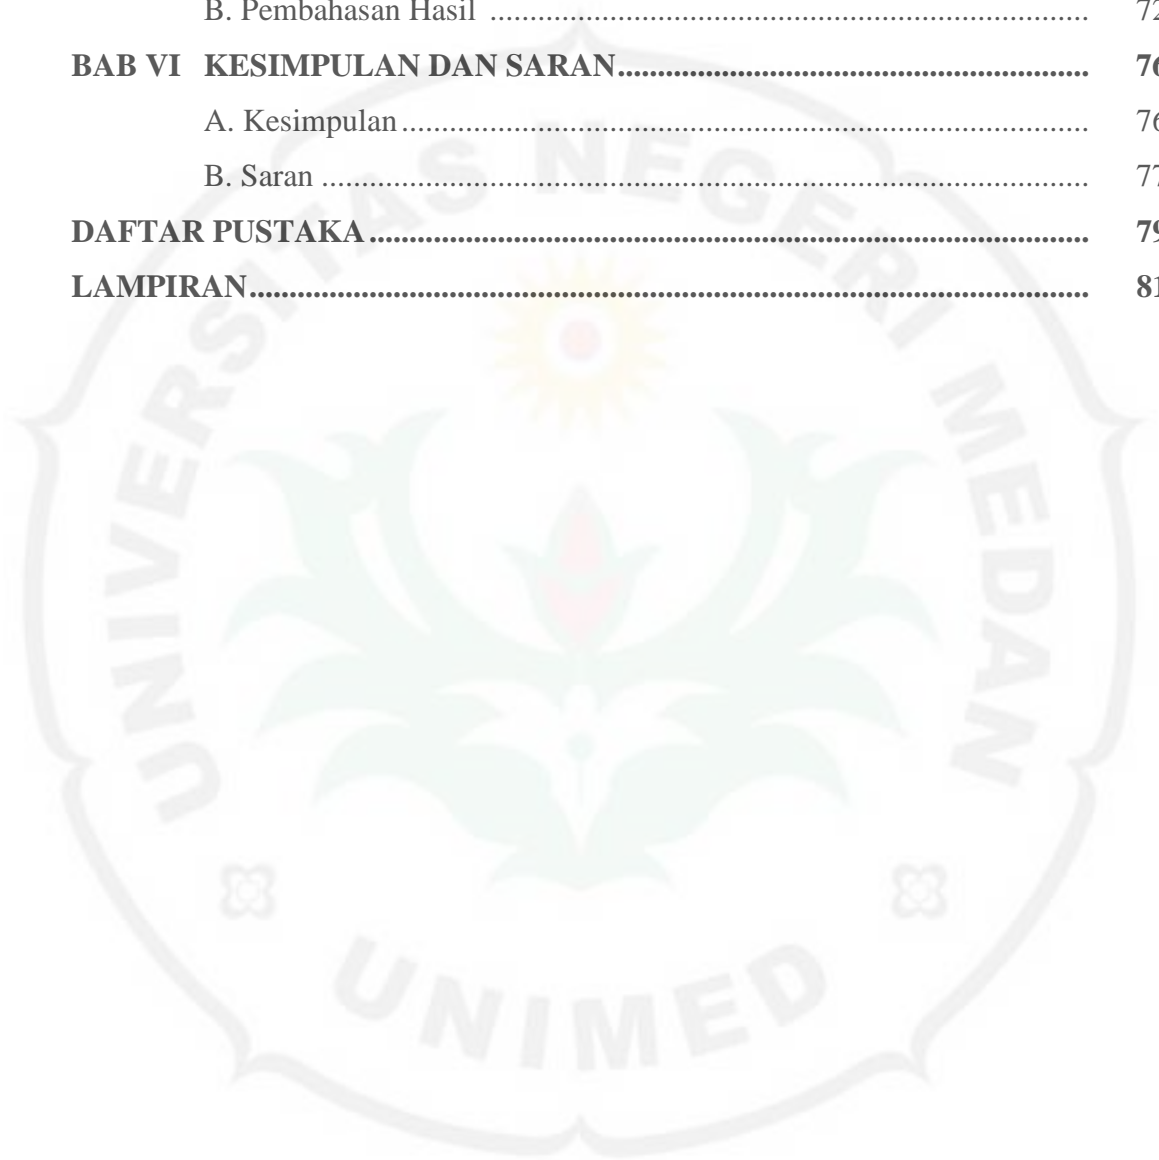 B. Pembahasan Hasil ........................................................................ 72
BAB VI KESIMPULAN DAN SARAN........................................................ 76
A. Kesimpulan ........................................................................ 76
B. Saran ........................................................................ 77
DAFTAR PUSTAKA ........................................................................ 79
LAMPIRAN ........................................................................ 81
UNIVERSITAS NEGERI MEDAN
UNIMED